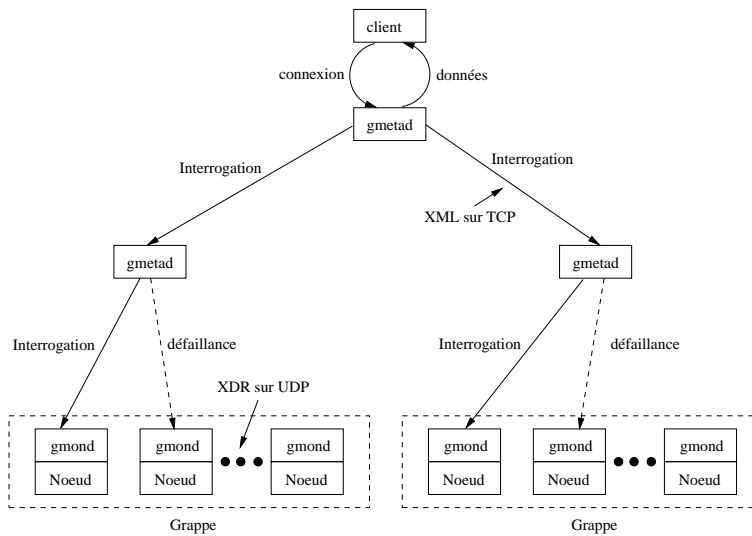 client
connexion
données
gmetad
Interrogation
Interrogation
XML sur TCP
gmetad
gmetad
Interrogation
défaillance
Interrogation
défaillance
XDR sur UDP
gmond
gmond
gmond
gmond
gmond
gmond
Noeud
Noeud
Noeud
Noeud
Noeud
Noeud
Grappe
Grappe